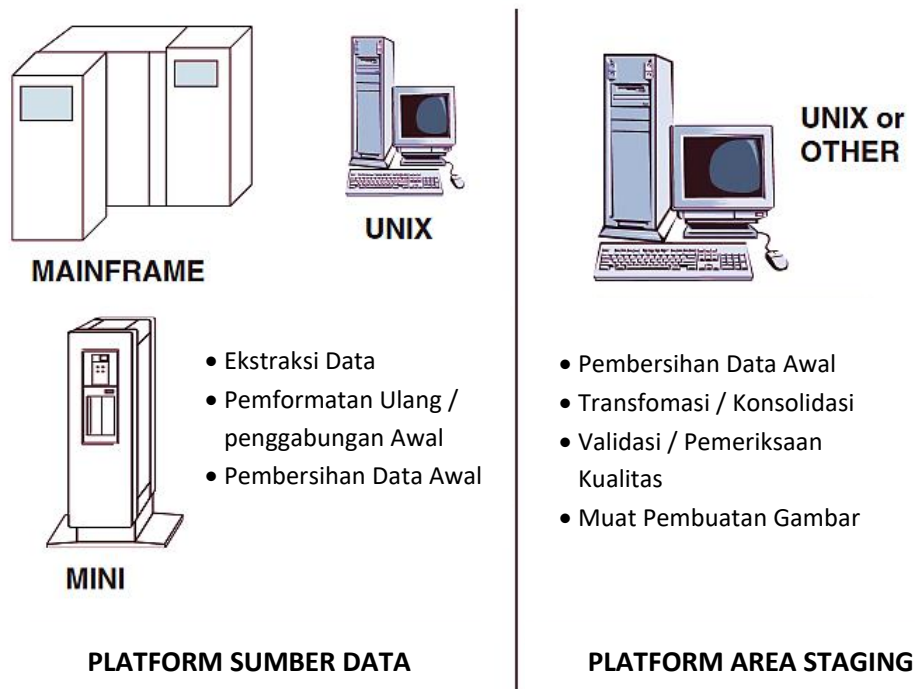 MAINFRAME
UNIX
MINI
• Ekstraksi Data
• Pemformatan Ulang /
penggabungan Awal
• Pembersihan Data Awal
PLATFORM SUMBER DATA
UNIX or
OTHER
• Pembersihan Data Awal
• Transfomasi / Konsolidasi
• Validasi / Pemeriksaan
Kualitas
• Muat Pembuatan Gambar
PLATFORM AREA STAGING